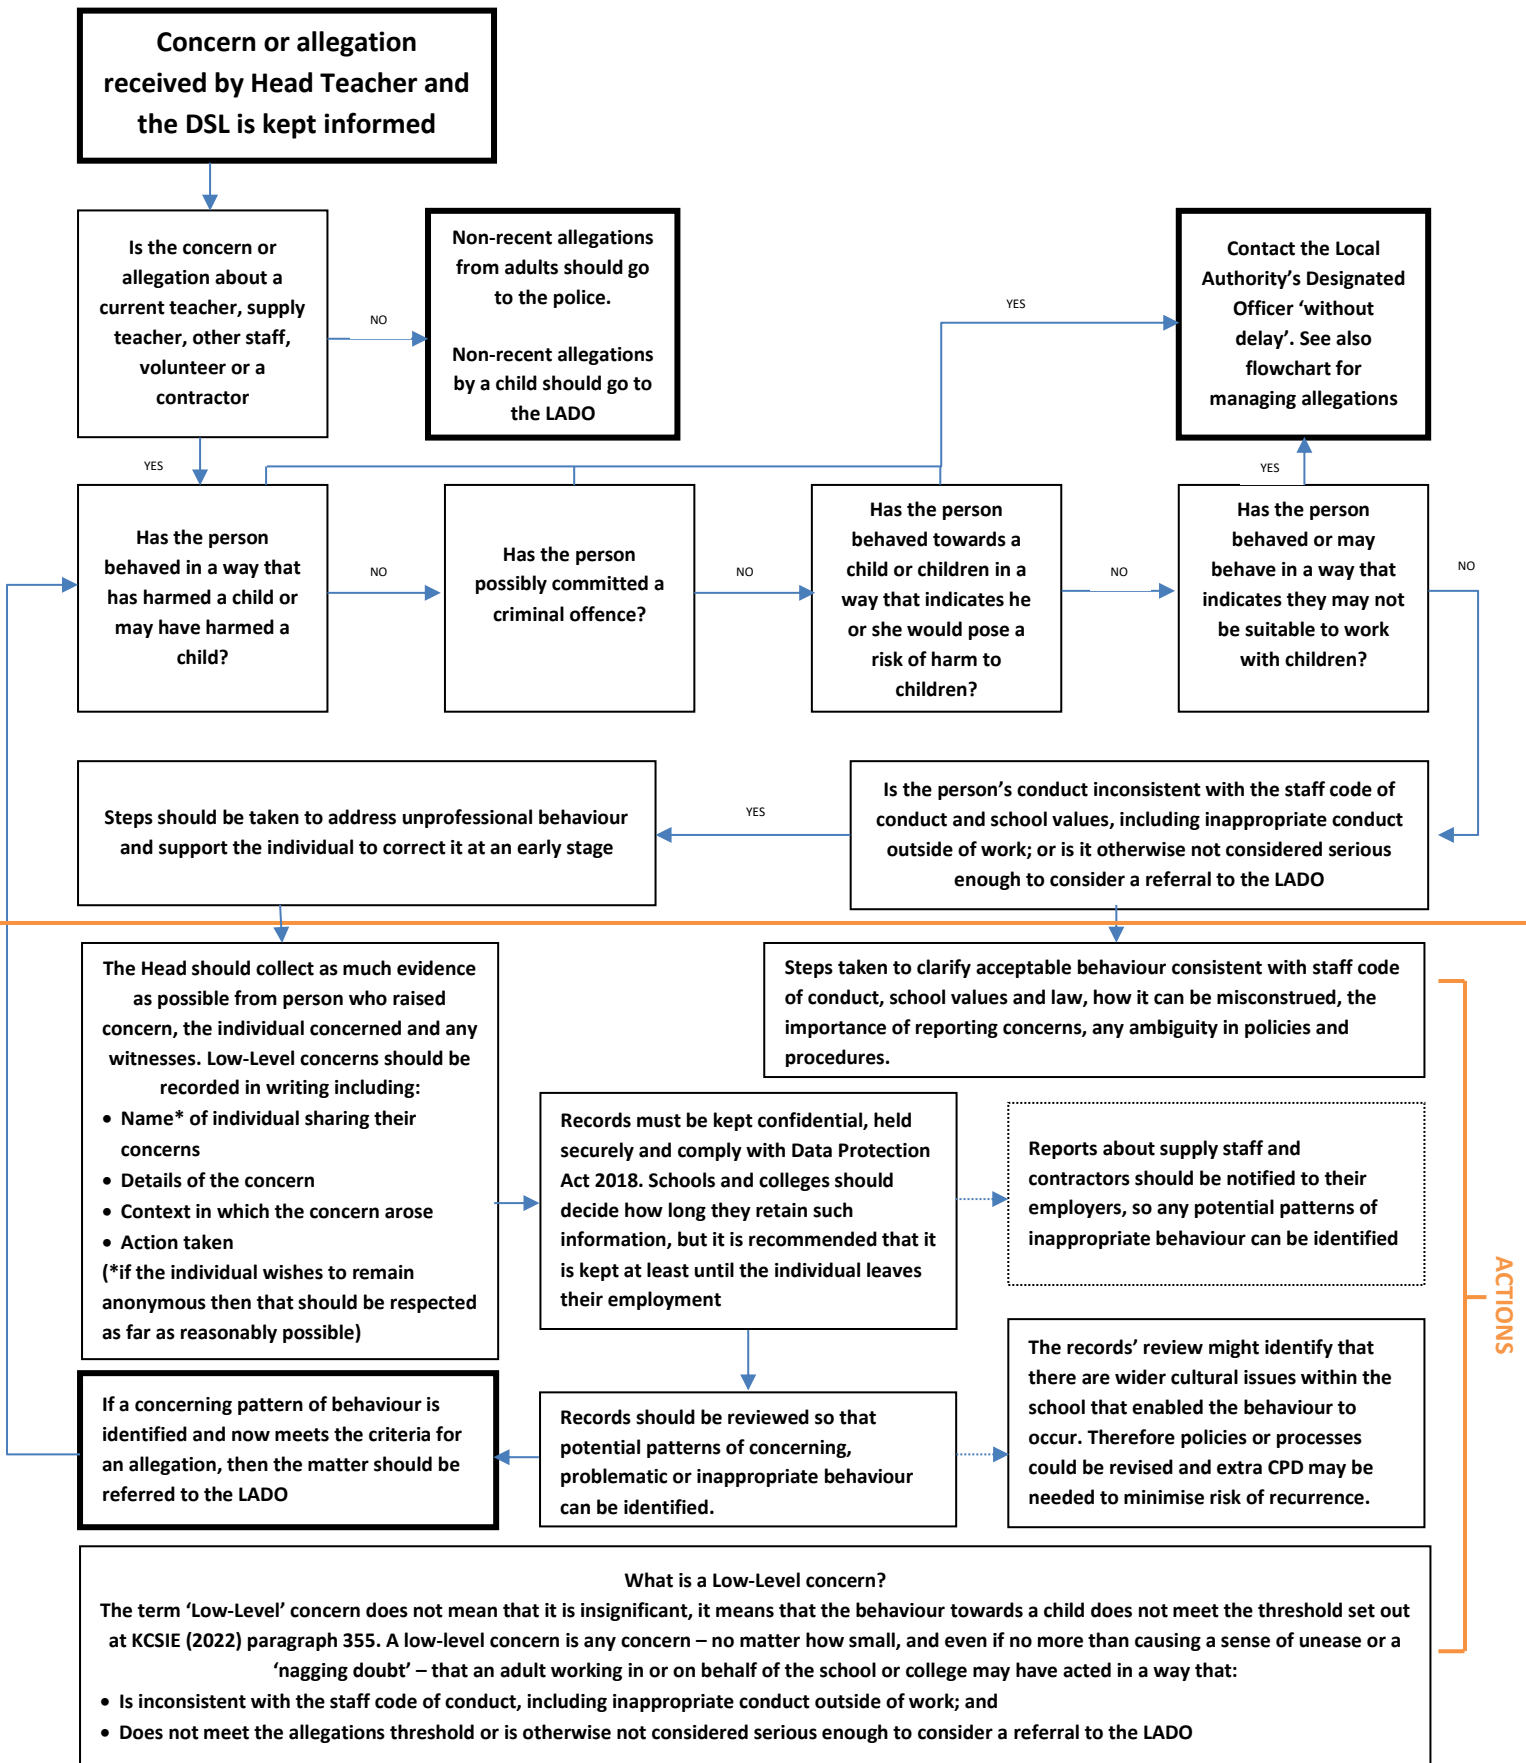 Concern or allegation
received by Head Teacher and
the DSL is kept informed
Is the concern or
allegation about a
current teacher, supply
teacher, other staff,
volunteer or a
contractor
NO
Non-recent allegations
from adults should go
to the police.
Non-recent allegations
by a child should go to
the LADO
YES
Contact the Local
Authority’s Designated
Officer ‘without
delay’. See also
flowchart for
managing allegations
YES
YES
Has the person
behaved in a way that
has harmed a child or
may have harmed a
child?
NO
Has the person
possibly committed a
criminal offence?
NO
Has the person
behaved towards a
child or children in a
way that indicates he
or she would pose a
risk of harm to
children?
NO
Has the person
behaved or may
behave in a way that
indicates they may not
be suitable to work
with children?
NO
Is the person’s conduct inconsistent with the staff code of
conduct and school values, including inappropriate conduct
outside of work; or is it otherwise not considered serious
enough to consider a referral to the LADO
YES
Steps should be taken to address unprofessional behaviour
and support the individual to correct it at an early stage
The Head should collect as much evidence
as possible from person who raised
concern, the individual concerned and any
witnesses. Low-Level concerns should be
recorded in writing including:
• Name* of individual sharing their
concerns
• Details of the concern
• Context in which the concern arose
• Action taken
(*if the individual wishes to remain
anonymous then that should be respected
as far as reasonably possible)
Steps taken to clarify acceptable behaviour consistent with staff code
of conduct, school values and law, how it can be misconstrued, the
importance of reporting concerns, any ambiguity in policies and
procedures.
Records must be kept confidential, held
securely and comply with Data Protection
Act 2018. Schools and colleges should
decide how long they retain such
information, but it is recommended that it
is kept at least until the individual leaves
their employment
Reports about supply staff and
contractors should be notified to their
employers, so any potential patterns of
inappropriate behaviour can be identified
ACTIONS
If a concerning pattern of behaviour is
identified and now meets the criteria for
an allegation, then the matter should be
referred to the LADO
Records should be reviewed so that
potential patterns of concerning,
problematic or inappropriate behaviour
can be identified.
The records’ review might identify that
there are wider cultural issues within the
school that enabled the behaviour to
occur. Therefore policies or processes
could be revised and extra CPD may be
needed to minimise risk of recurrence.
What is a Low-Level concern?
The term ‘Low-Level’ concern does not mean that it is insignificant, it means that the behaviour towards a child does not meet the threshold set out
at KCSIE (2022) paragraph 355. A low-level concern is any concern – no matter how small, and even if no more than causing a sense of unease or a
‘nagging doubt’ – that an adult working in or on behalf of the school or college may have acted in a way that:
• Is inconsistent with the staff code of conduct, including inappropriate conduct outside of work; and
• Does not meet the allegations threshold or is otherwise not considered serious enough to consider a referral to the LADO